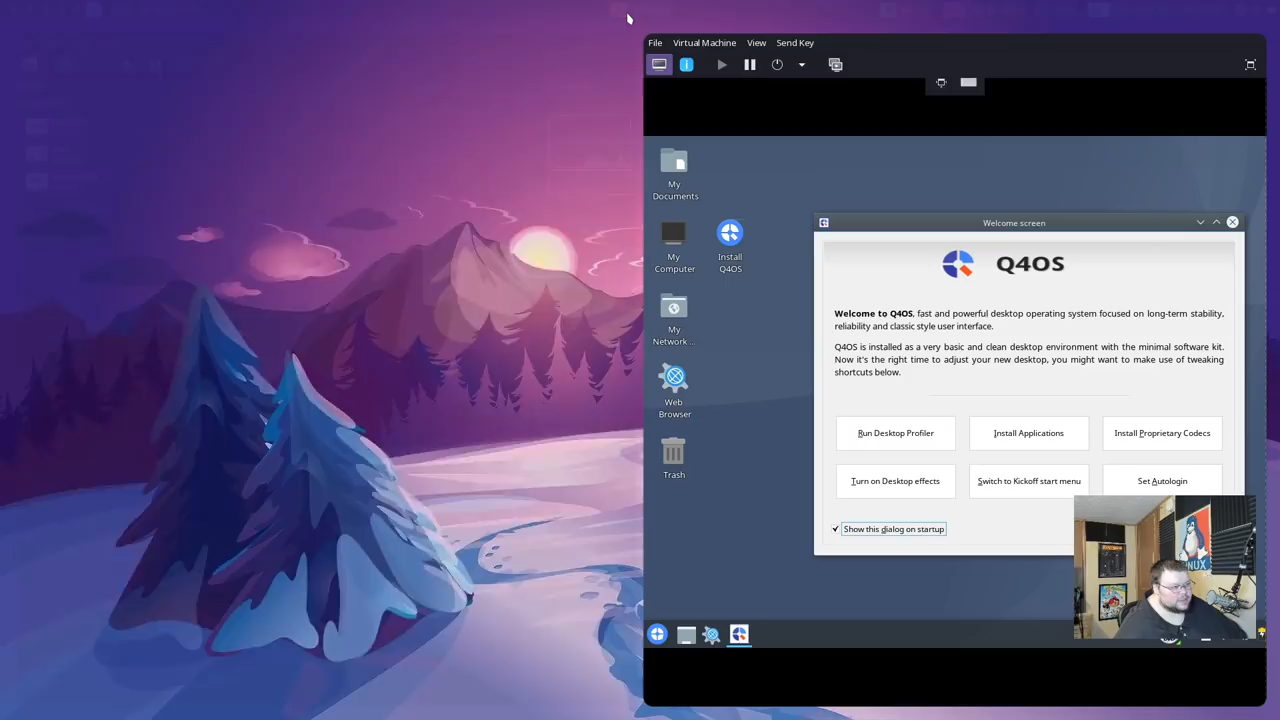 File Virtual Machine View Send Key
My
Documents
My
Computer
Install
Q4OS
My
Network ...
Web
Browser
Trash
Welcome screen
Q4OS
Welcome to Q4OS, fast and powerful desktop operating system focused on long-term stability,
reliability and classic style user interface.
Q4OS is installed as a very basic and clean desktop environment with the minimal software kit.
Now it's the right time to adjust your new desktop, you might want to make use of tweaking
shortcuts below.
Run Desktop Profiler
Install Applications
Install Proprietary Codecs
Turn on Desktop effects
Switch to Kickoff start menu
Set Autologin
Show this dialog on startup